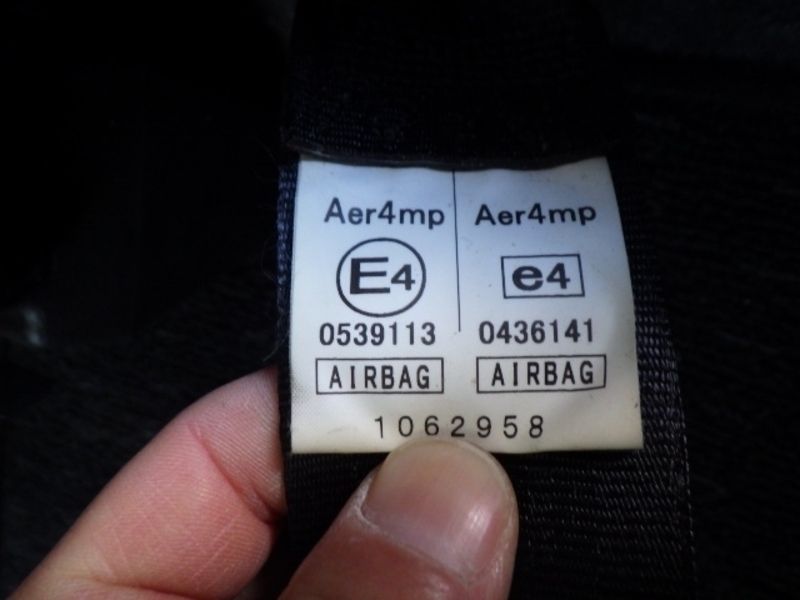 Aer4mp Aer4mp
E4 e4
0539113 0436141
AIRBAG AIRBAG
1062958